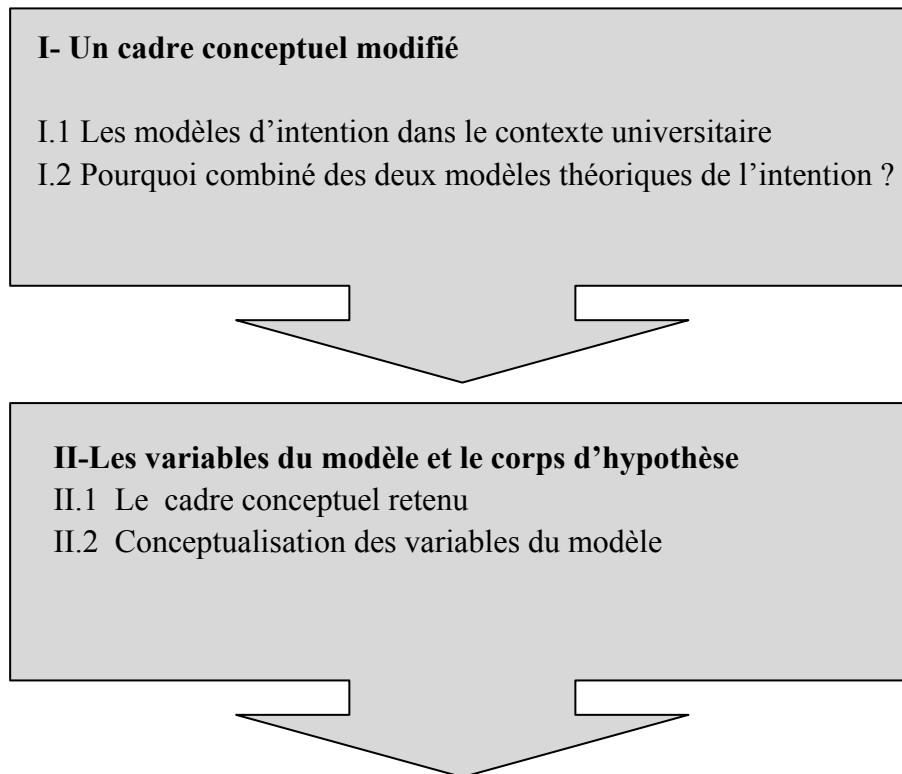 I- Un cadre conceptuel modifié
I.1 Les modèles d’intention dans le contexte universitaire
I.2 Pourquoi combiné des deux modèles théoriques de l’intention ?
II-Les variables du modèle et le corps d’hypothèse
II.1 Le cadre conceptuel retenu
II.2 Conceptualisation des variables du modèle